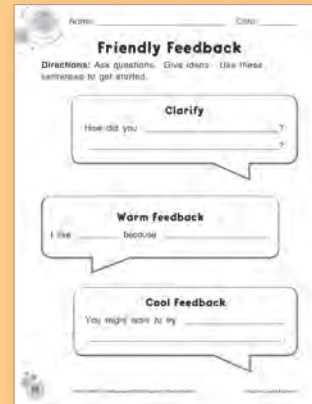 Name: Date:
Friendly Feedback
Directions: Ask questions. Give ideas. Use these
sentences to get started.
Clarify
How did you ?
?
Warm Feedback
I like because
Cool Feedback
You might want to try